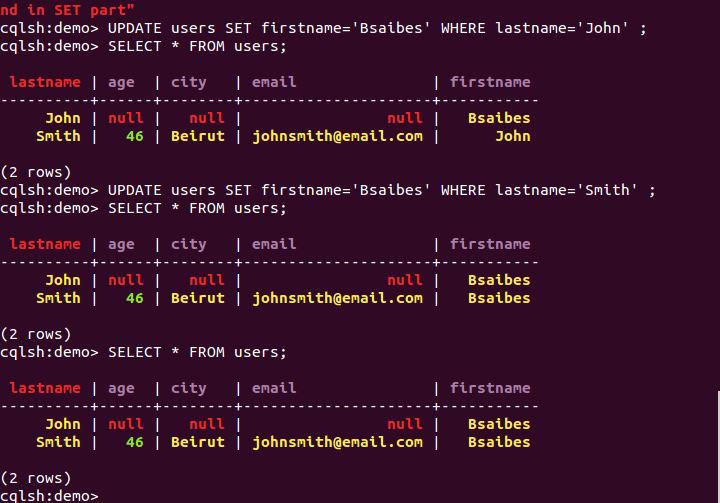 nd in SET part"
cqlsh:demo> UPDATE users SET firstname='Bsaibes' WHERE lastname='John' ;
cqlsh:demo> SELECT * FROM users;
 lastname | age  | city   | email               | firstname
----------+------+--------+---------------------+-----------
     John | null |   null |                null |   Bsaibes
    Smith |   46 | Beirut | johnsmith@email.com |      John
(2 rows)
cqlsh:demo> UPDATE users SET firstname='Bsaibes' WHERE lastname='Smith' ;
cqlsh:demo> SELECT * FROM users;
 lastname | age  | city   | email               | firstname
----------+------+--------+---------------------+-----------
     John | null |   null |                null |   Bsaibes
    Smith |   46 | Beirut | johnsmith@email.com |   Bsaibes
(2 rows)
cqlsh:demo> SELECT * FROM users;
 lastname | age  | city   | email               | firstname
----------+------+--------+---------------------+-----------
     John | null |   null |                null |   Bsaibes
    Smith |   46 | Beirut | johnsmith@email.com |   Bsaibes
(2 rows)
cqlsh:demo>